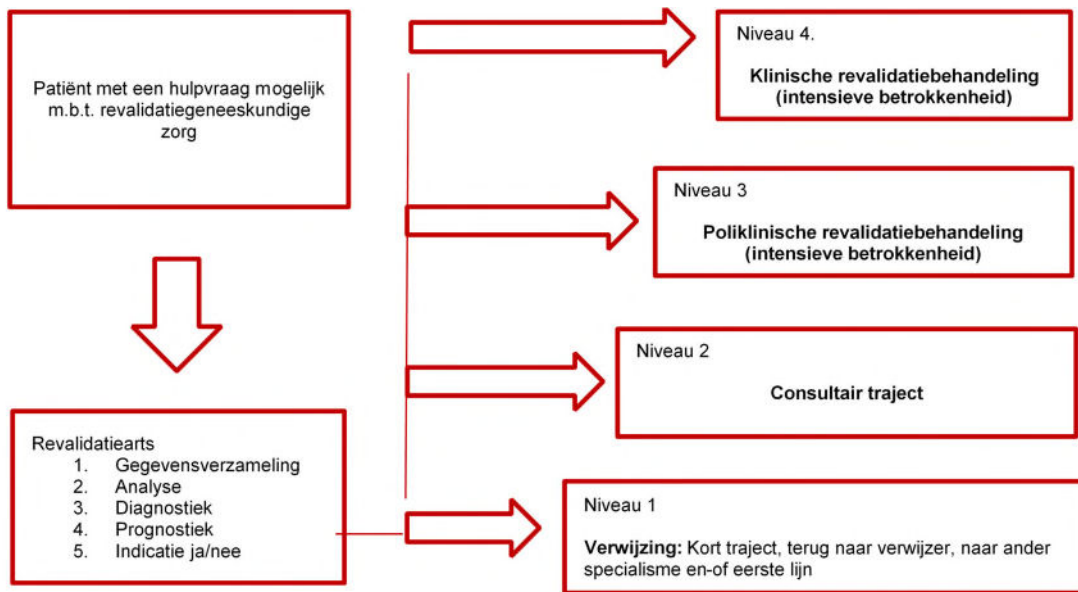 Patiënt met een hulpvraag mogelijk
m.b.t. revalidatiegeneeskundige
zorg
Revalidatiearts
1. Gegevensverzameling
2. Analyse
3. Diagnostiek
4. Prognostiek
5. Indicatie ja/nee
Niveau 4.
Klinische revalidatiebehandeling
(intensieve betrokkenheid)
Niveau 3
Poliklinische revalidatiebehandeling
(intensieve betrokkenheid)
Niveau 2
Consultair traject
Niveau 1
Verwijzing: Kort traject, terug naar verwijzer, naar ander
specialisme en-of eerste lijn